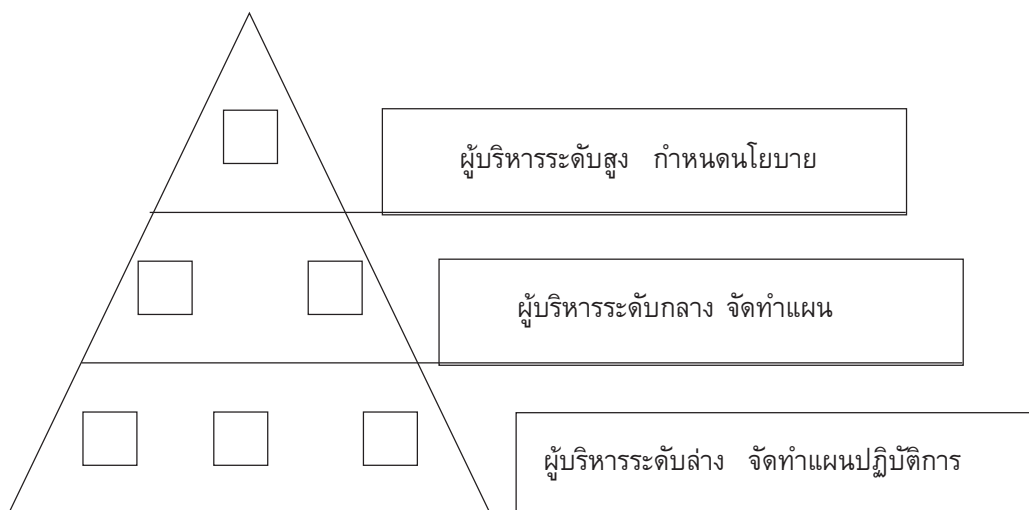 ผู้บริหารระดับสูง กำหนดนโยบาย
ผู้บริหารระดับกลาง จัดทำแผน
ผู้บริหารระดับล่าง จัดทำแผนปฏิบัติการ